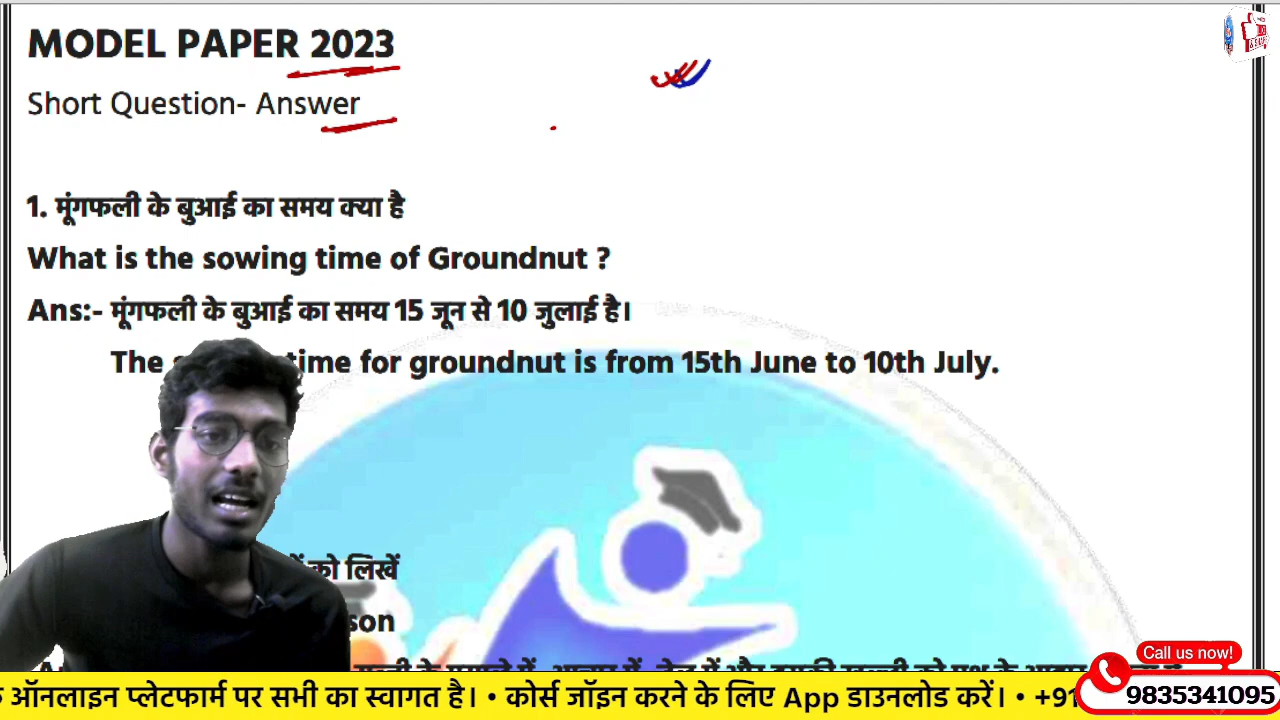 MODEL PAPER 2023
Short Question- Answer
1. मूंगफली के बुआई का समय क्या है
What is the sowing time of Groundnut ?
Ans:- मूंगफली के बुआई का समय 15 जून से 10 जुलाई है।
The time for groundnut is from 15th June to 10th July.
को लिखें
Call us now!
ऑनलाइन प्लेटफार्म पर सभी का स्वागत है। • कोर्स जॉइन करने के लिए App डाउनलोड करें। • +91
9835341095